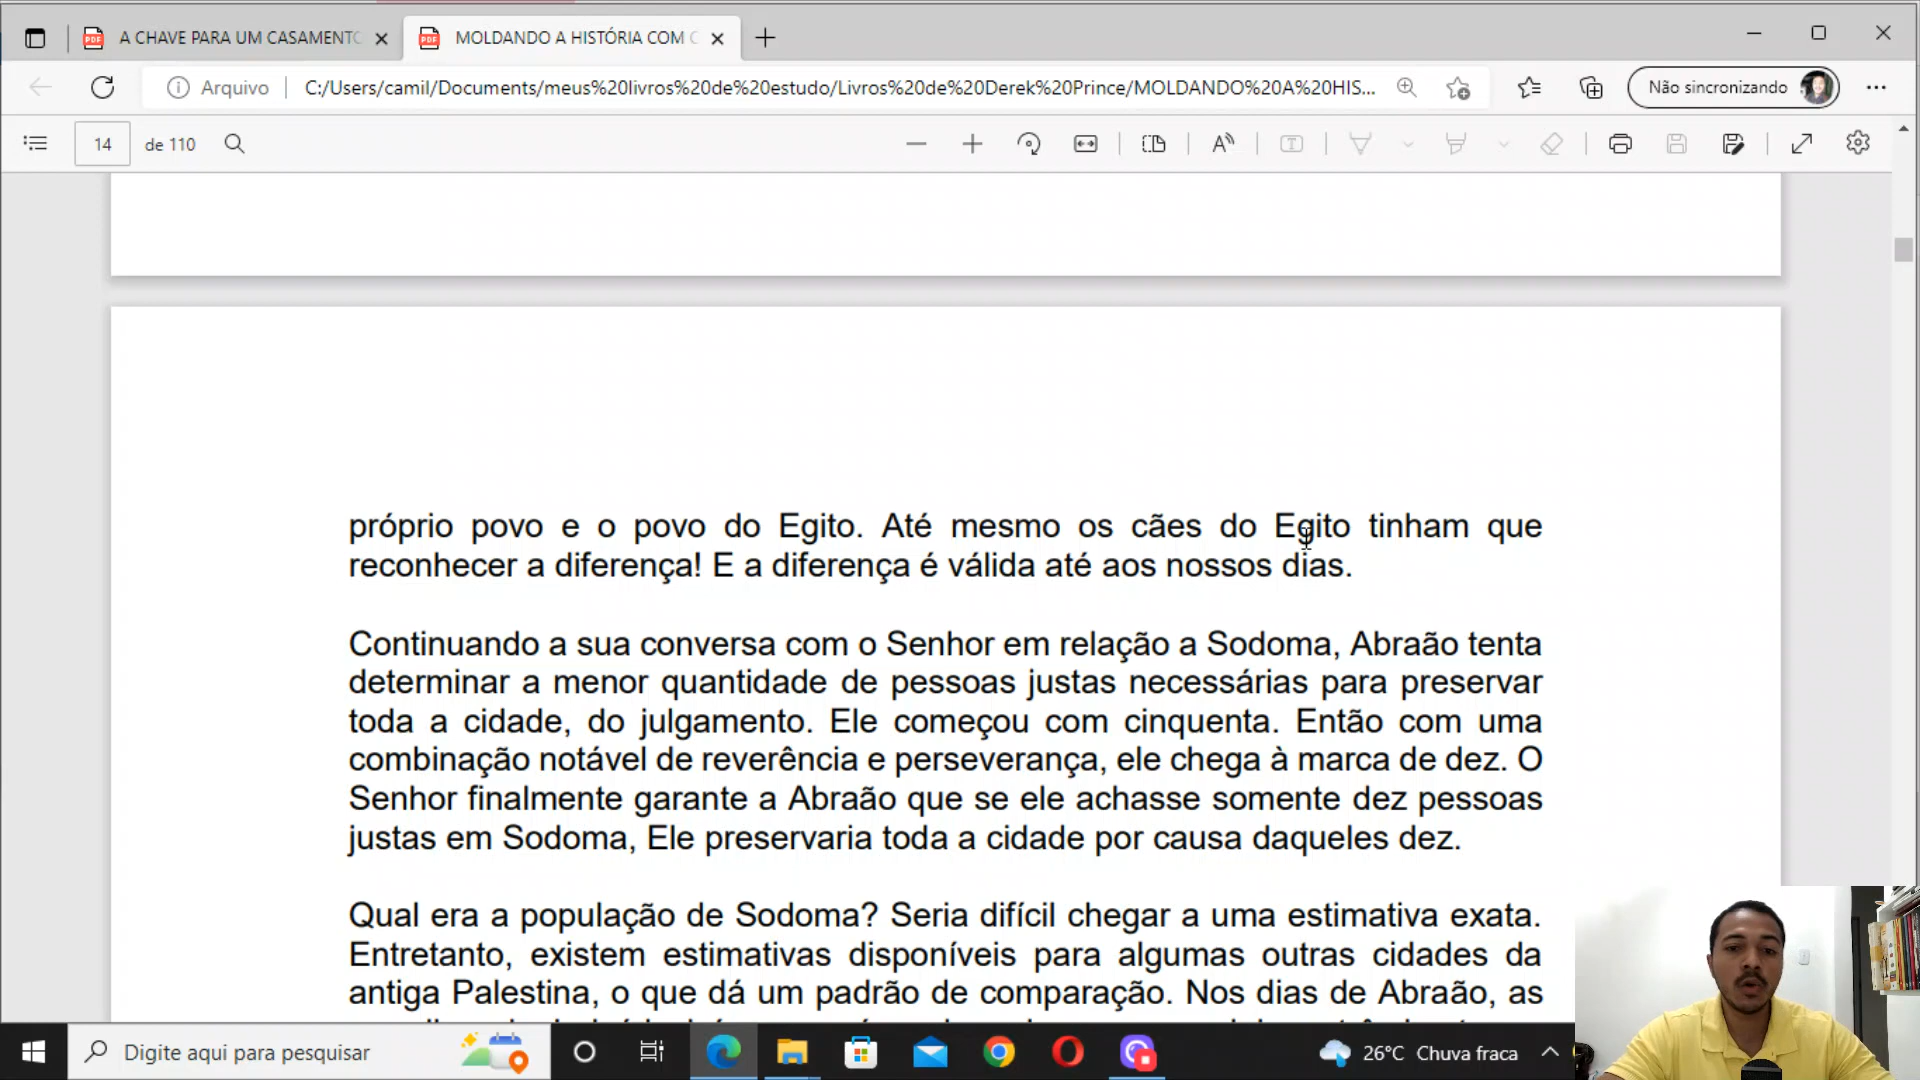 A CHAVE PARA UM CASAMENTO
MOLDANDO A HISTÓRIA COM
Arquivo
C:/Users/camil/Documents/meus%20livros%20de%20estudo/Livros%20de%20Derek%20Prince/MOLDANDO%20A%20HIS...
Não sincronizando
14 de 110
próprio povo e o povo do Egito. Até mesmo os cães do Egito tinham que
reconhecer a diferença! E a diferença é válida até aos nossos dias.
Continuando a sua conversa com o Senhor em relação a Sodoma, Abraão tenta
determinar a menor quantidade de pessoas justas necessárias para preservar
toda a cidade, do julgamento. Ele começou com cinquenta. Então com uma
combinação notável de reverência e perseverança, ele chega à marca de dez. O
Senhor finalmente garante a Abraão que se ele achasse somente dez pessoas
justas em Sodoma, Ele preservaria toda a cidade por causa daqueles dez.
Qual era a população de Sodoma? Seria difícil chegar a uma estimativa exata.
Entretanto, existem estimativas disponíveis para algumas outras cidades da
antiga Palestina, o que dá um padrão de comparação. Nos dias de Abraão, as
Digite aqui para pesquisar
26°C Chuva fraca